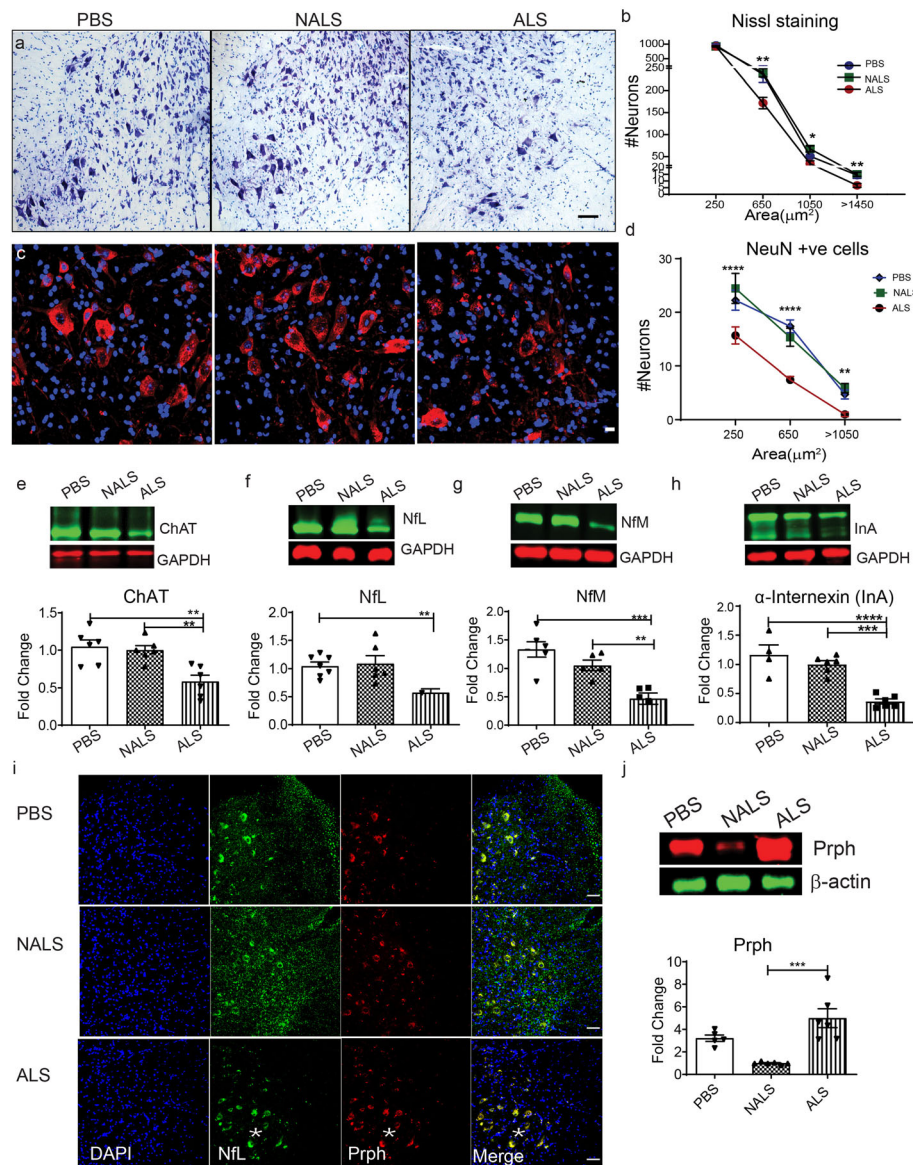 PBS NALS ALS
a
b
Nissl staining
1000
500
250
200
150
100
50
20
15
10
5
0
#Neurons
PBS
NALS
ALS
**
*
**
250 650 1050 >1450
Area(μm²)
c
d
NeuN +ve cells
30
20
10
0
#Neurons
PBS
NALS
ALS
****
****
**
250 650 >1050
Area(μm²)
e
PBS NALS ALS
ChAT
GAPDH
ChAT
Fold Change
1.5
1.0
0.5
0.0
**
**
PBS NALS ALS
f
PBS NALS ALS
NfL
GAPDH
NfL
Fold Change
2.0
1.5
1.0
0.5
0.0
**
PBS NALS ALS
g
PBS NALS ALS
NfM
GAPDH
NfM
Fold Change
2.0
1.5
1.0
0.5
0.0
***
**
PBS NALS ALS
h
PBS NALS ALS
InA
GAPDH
α-Internexin (InA)
Fold Change
2.0
1.5
1.0
0.5
0.0
****
***
PBS NALS ALS
i
PBS
NALS
ALS
* * *
DAPI NfL Prph Merge
j
PBS NALS ALS
Prph
β-actin
Prph
Fold Change
10
8
6
4
2
0
***
PBS NALS ALS